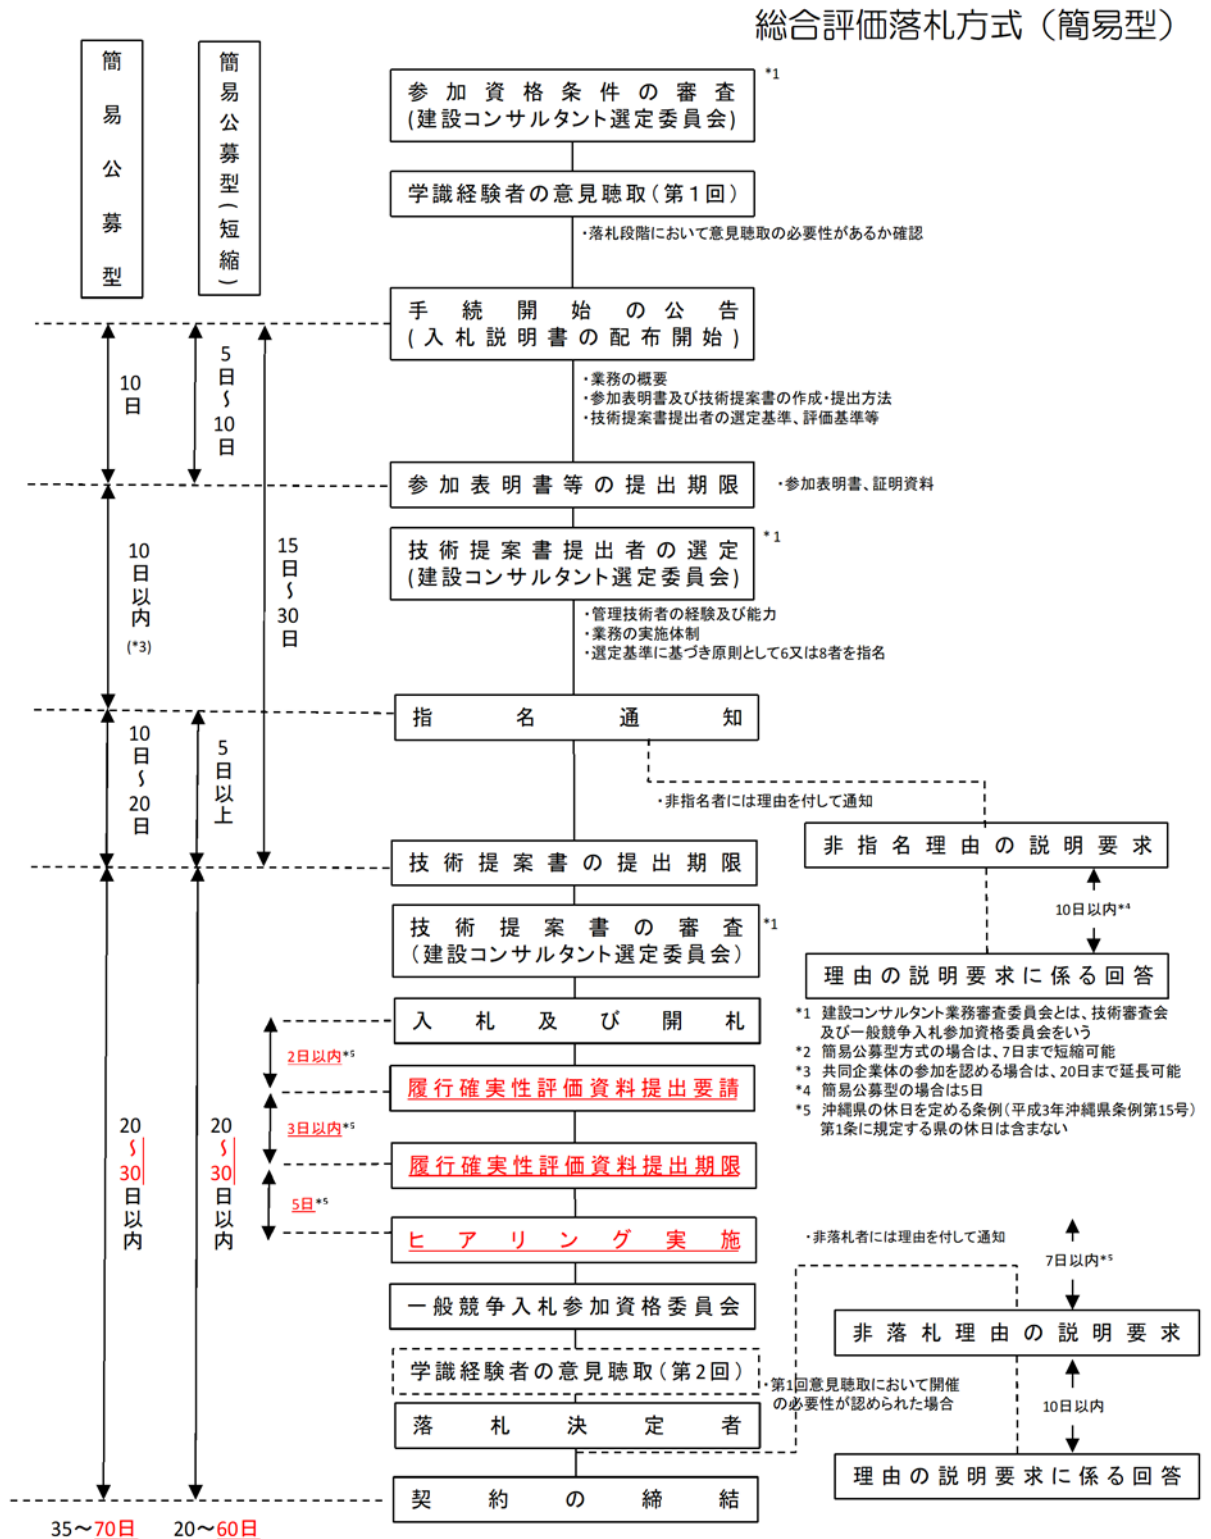 総合評価落札方式（簡易型）
簡易公募型
簡易公募型(短縮)
参加資格条件の審査
(建設コンサルタント選定委員会)
*1
学識経験者の意見聴取(第1回)
・落札段階において意見聴取の必要性があるか確認
手続開始の公告
(入札説明書の配布開始)
10日
5日～10日
・業務の概要
・参加表明書及び技術提案書の作成・提出方法
・技術提案書提出者の選定基準、評価基準等
参加表明書等の提出期限
・参加表明書、証明資料
10日以内
(*3)
15日～30日
技術提案書提出者の選定
(建設コンサルタント選定委員会)
*1
・管理技術者の経験及び能力
・業務の実施体制
・選定基準に基づき原則として6又は8者を指名
指名通知
10日～20日
5日以上
・非指名者には理由を付して通知
非指名理由の説明要求
技術提案書の提出期限
10日以内*4
技術提案書の審査
(建設コンサルタント選定委員会)
*1
理由の説明要求に係る回答
入札及び開札
*1 建設コンサルタント業務審査委員会とは、技術審査会
及び一般競争入札参加資格委員会をいう
*2 簡易公募型方式の場合は、7日まで短縮可能
*3 共同企業体の参加を認める場合は、20日まで延長可能
*4 簡易公募型の場合は5日
*5 沖縄県の休日を定める条例(平成3年沖縄県条例第15号)
第1条に規定する県の休日は含まない
2日以内*5
履行確実性評価資料提出要請
3日以内*5
履行確実性評価資料提出期限
20～30日以内
20～30日以内
5日*5
ヒアリング実施
・非落札者には理由を付して通知
7日以内*5
一般競争入札参加資格委員会
非落札理由の説明要求
学識経験者の意見聴取(第2回)
・第1回意見聴取において開催
の必要性が認められた場合
10日以内
落札決定者
理由の説明要求に係る回答
契約の締結
35～70日
20～60日